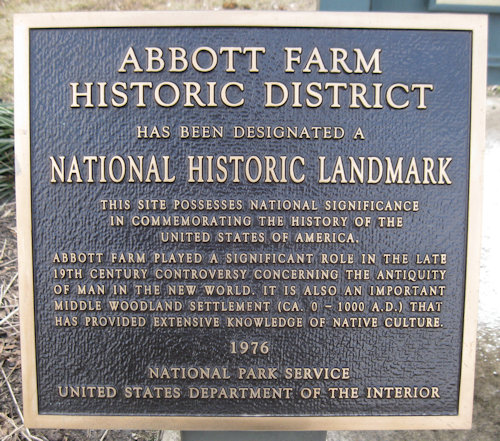 ABBOTT FARM
HISTORIC DISTRICT
HAS BEEN DESIGNATED A
NATIONAL HISTORIC LANDMARK
THIS SITE POSSESSES NATIONAL SIGNIFICANCE
IN COMMEMORATING THE HISTORY OF THE
UNITED STATES OF AMERICA.
ABBOTT FARM PLAYED A SIGNIFICANT ROLE IN THE LATE
19TH CENTURY CONTROVERSY CONCERNING THE ANTIQUITY
OF MAN IN THE NEW WORLD. IT IS ALSO AN IMPORTANT
MIDDLE WOODLAND SETTLEMENT (CA. 0 – 1000 A.D.) THAT
HAS PROVIDED EXTENSIVE KNOWLEDGE OF NATIVE CULTURE.
1976
NATIONAL PARK SERVICE
UNITED STATES DEPARTMENT OF THE INTERIOR